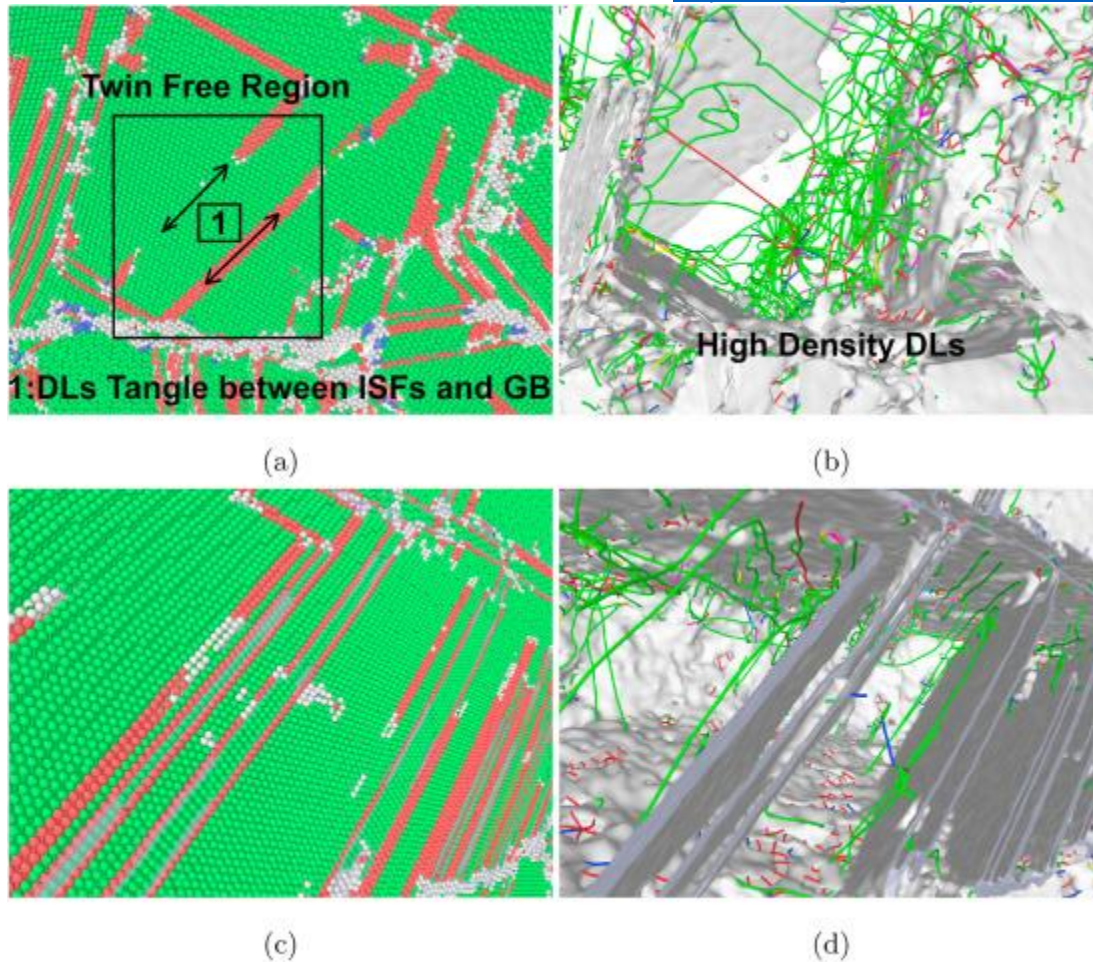 Twin Free Region
1
1:DLs Tangle between ISFs and GB
High Density DLs
(a)
(b)
(c)
(d)